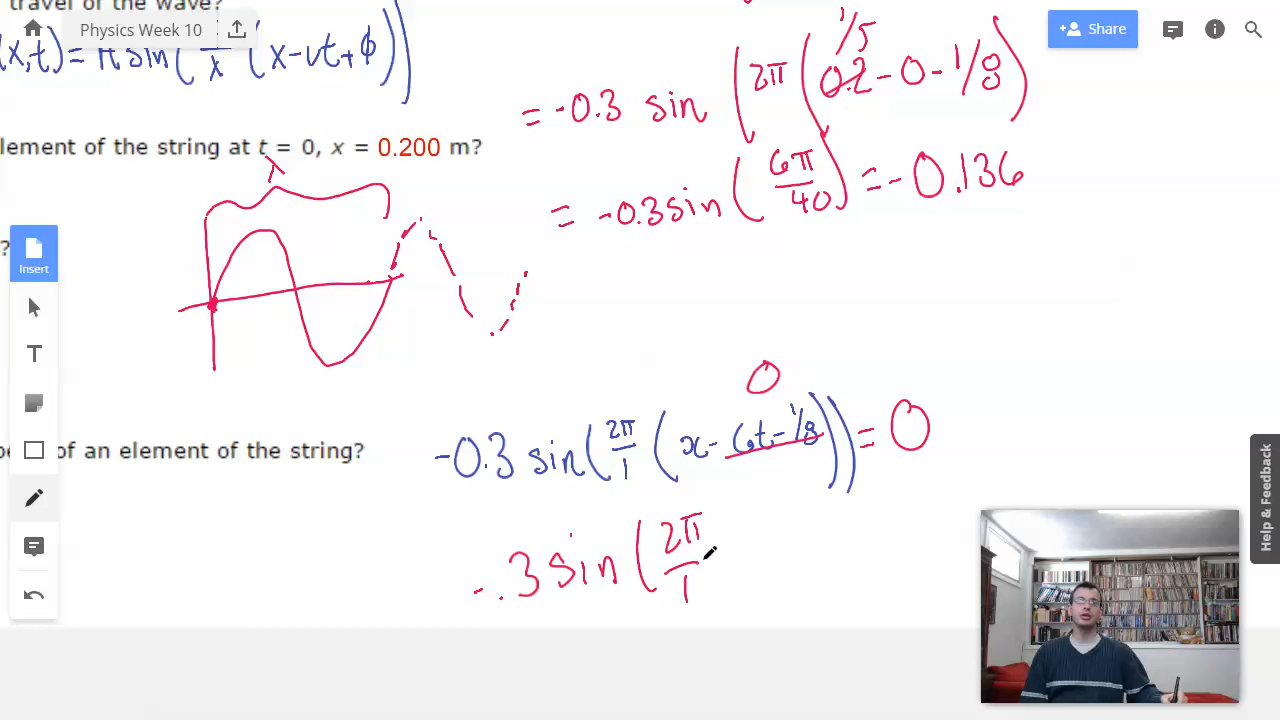 travel of the wave?
Physics Week 10
Share
(x,t) = A sin( (x-vt+φ))
1/5
= -0.3 sin (2π(0.2-0-1/8)
lement of the string at t = 0, x = 0.200 m?
= -0.3 sin (6π/40) = -0.136
λ
?
Insert
T
0
-0.3 sin(2π/1 (x-6t-1/8)) = 0
of an element of the string?
-.3 sin (2π/1
Help & Feedback